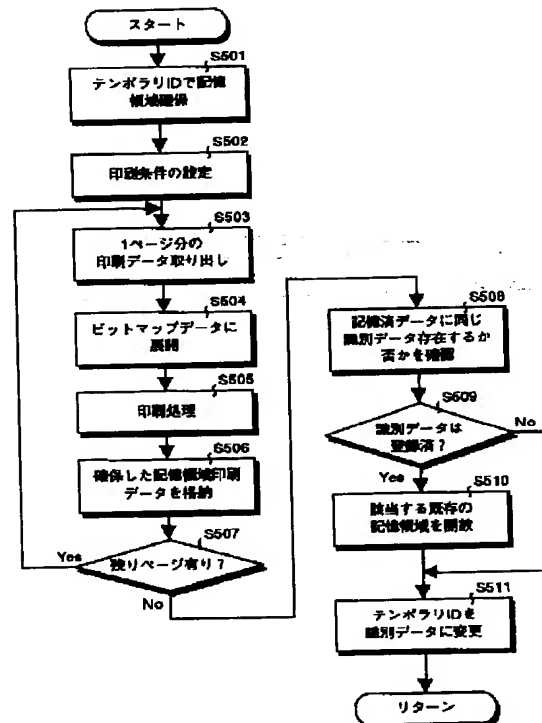 スタート
S501
テンポラリIDで記憶
領域確保
S502
印刷条件の設定
S503
1ページ分の
印刷データ取り出し
S504
ビットマップデータに
展開
S505
印刷処理
S506
確保した記憶領域印刷
データを格納
S507
残りページ有り?
Yes
No
S508
記憶済データに同じ
識別データ存在するか
否かを確認
S509
識別データは
登録済?
No
Yes
S510
該当する既存の
記憶領域を開放
S511
テンポラリIDを
識別データに変更
リターン